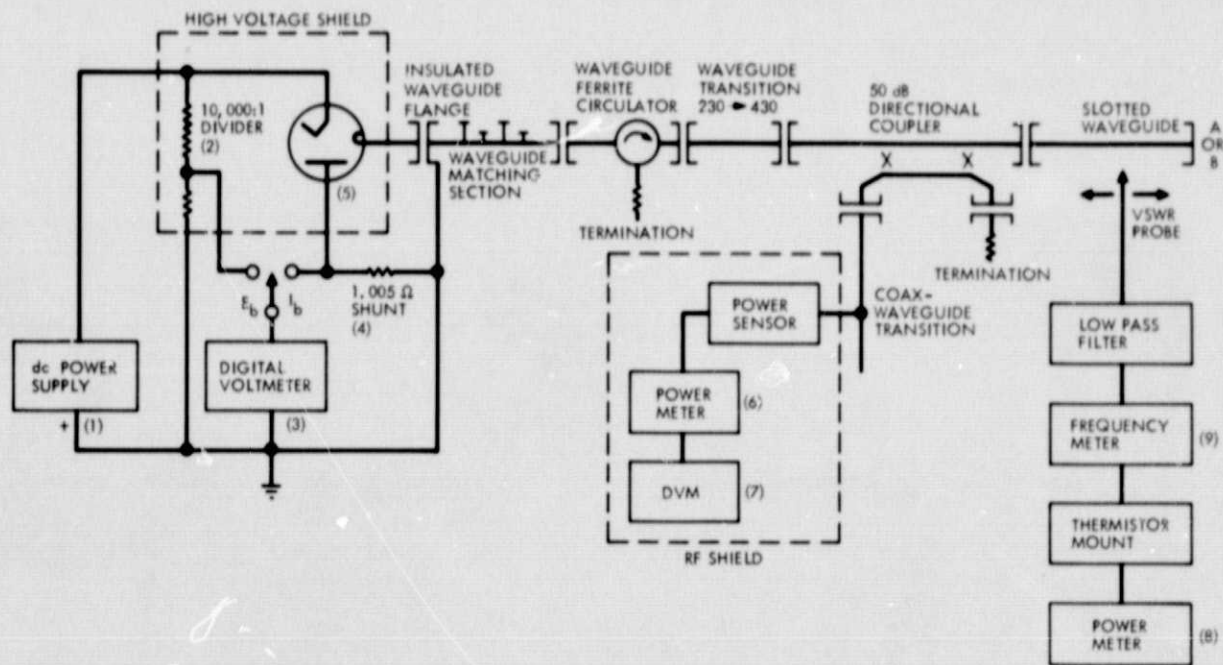 HIGH VOLTAGE SHIELD
10,000:1
DIVIDER
(2)
(5)
INSULATED
WAVEGUIDE
FLANGE
WAVEGUIDE
MATCHING
SECTION
WAVEGUIDE
FERRITE
CIRCULATOR
TERMINATION
WAVEGUIDE
TRANSITION
230 → 430
50 dB
DIRECTIONAL
COUPLER
X X
TERMINATION
SLOTTED
WAVEGUIDE
A
OR
B
VSWR
PROBE
COAX-
WAVEGUIDE
TRANSITION
Eb Ib
1,005 Ω
SHUNT
(4)
dc POWER
SUPPLY
+ (1)
DIGITAL
VOLTMETER
(3)
POWER
SENSOR
POWER
METER
(6)
DVM
(7)
RF SHIELD
LOW PASS
FILTER
FREQUENCY
METER
(9)
THERMISTOR
MOUNT
POWER
METER
(8)